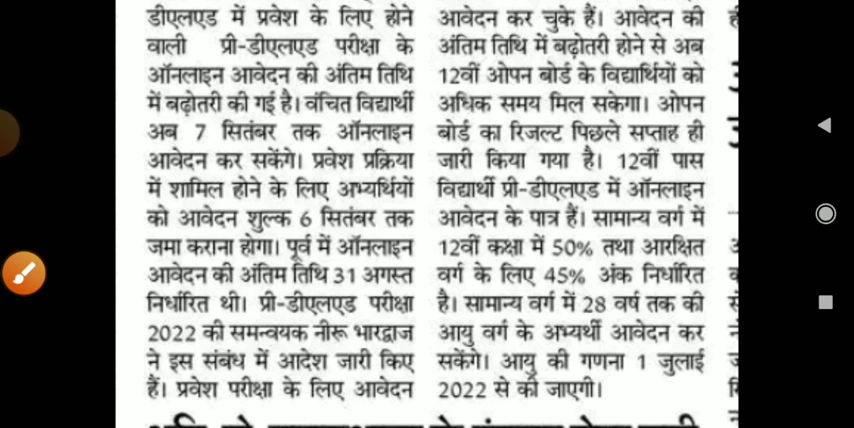 डीएलएड में प्रवेश के लिए होने
वाली प्री-डीएलएड परीक्षा के
ऑनलाइन आवेदन की अंतिम तिथि
में बढ़ोतरी की गई है। वंचित विद्यार्थी
अब 7 सितंबर तक ऑनलाइन
आवेदन कर सकेंगे। प्रवेश प्रक्रिया
में शामिल होने के लिए अभ्यर्थियों
को आवेदन शुल्क 6 सितंबर तक
जमा कराना होगा। पूर्व में ऑनलाइन
आवेदन की अंतिम तिथि 31 अगस्त
निर्धारित थी। प्री-डीएलएड परीक्षा
2022 की समन्वयक नीरू भारद्वाज
ने इस संबंध में आदेश जारी किए
हैं। प्रवेश परीक्षा के लिए आवेदन
आवेदन कर चुके हैं। आवेदन की
अंतिम तिथि में बढ़ोतरी होने से अब
12वीं ओपन बोर्ड के विद्यार्थियों को
अधिक समय मिल सकेगा। ओपन
बोर्ड का रिजल्ट पिछले सप्ताह ही
जारी किया गया है। 12वीं पास
विद्यार्थी प्री-डीएलएड में ऑनलाइन
आवेदन के पात्र हैं। सामान्य वर्ग में
12वीं कक्षा में 50% तथा आरक्षित
वर्ग के लिए 45% अंक निर्धारित
है। सामान्य वर्ग में 28 वर्ष तक की
आयु वर्ग के अभ्यर्थी आवेदन कर
सकेंगे। आयु की गणना 1 जुलाई
2022 से की जाएगी।